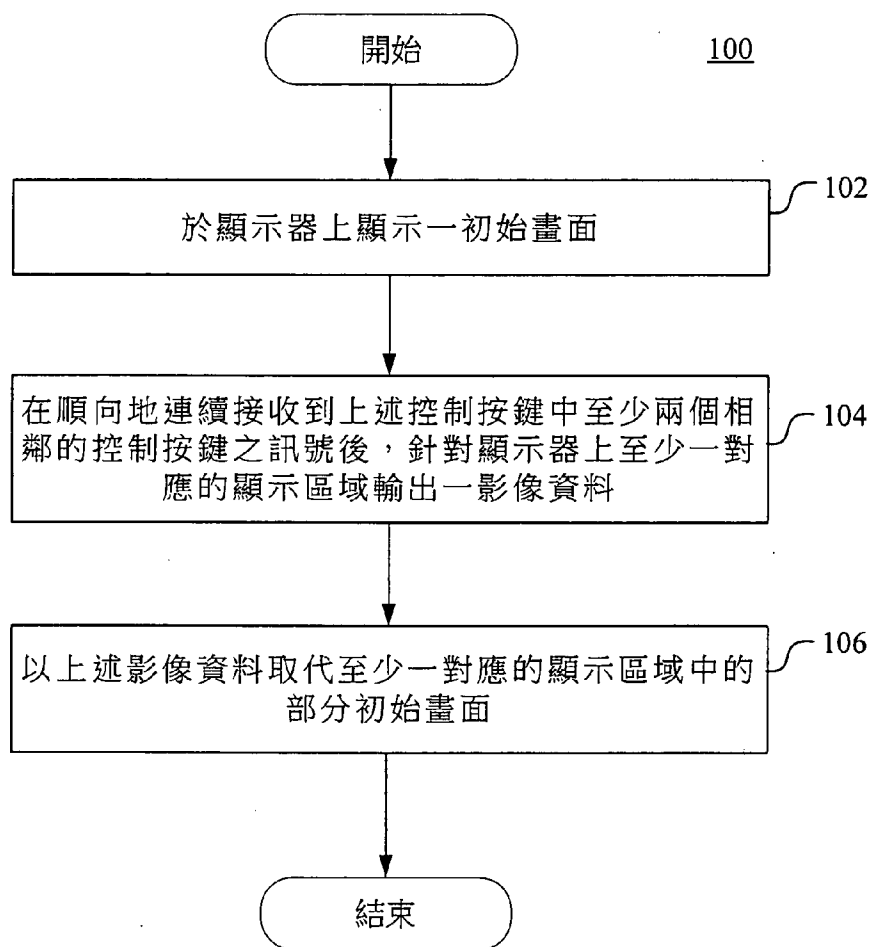 開始
100
102
於顯示器上顯示一初始畫面
在順向地連續接收到上述控制按鍵中至少兩個相
鄰的控制按鍵之訊號後，針對顯示器上至少一對
應的顯示區域輸出一影像資料
104
以上述影像資料取代至少一對應的顯示區域中的
部分初始畫面
106
結束